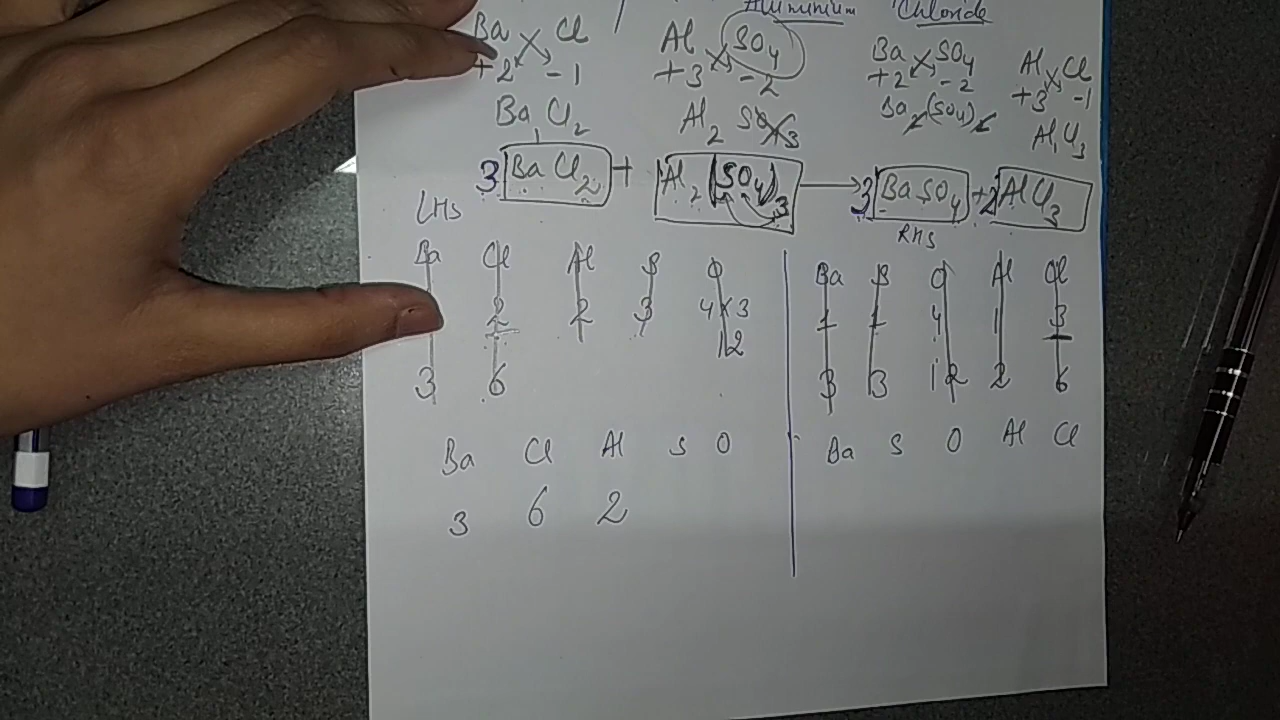 Aluminium Chloride
Ba Cl Al SO4 Ba SO4 Al Cl
+2 -1 +3 -2 +2 -2 +3 -1
Ba1Cl2 Al2 SO4 3 Ba2(SO4)2 Al1Cl3
3 BaCl2 + Al2(SO4)3 → 3 BaSO4 + 2 AlCl3
LHS RHS
Ba Cl Al S O Ba S O Al Cl
2 2 3 4×3 1 1 4 1 3
12
3 6 3 3 12 2 6
Ba Cl Al S O Ba S O Al Cl
3 6 2